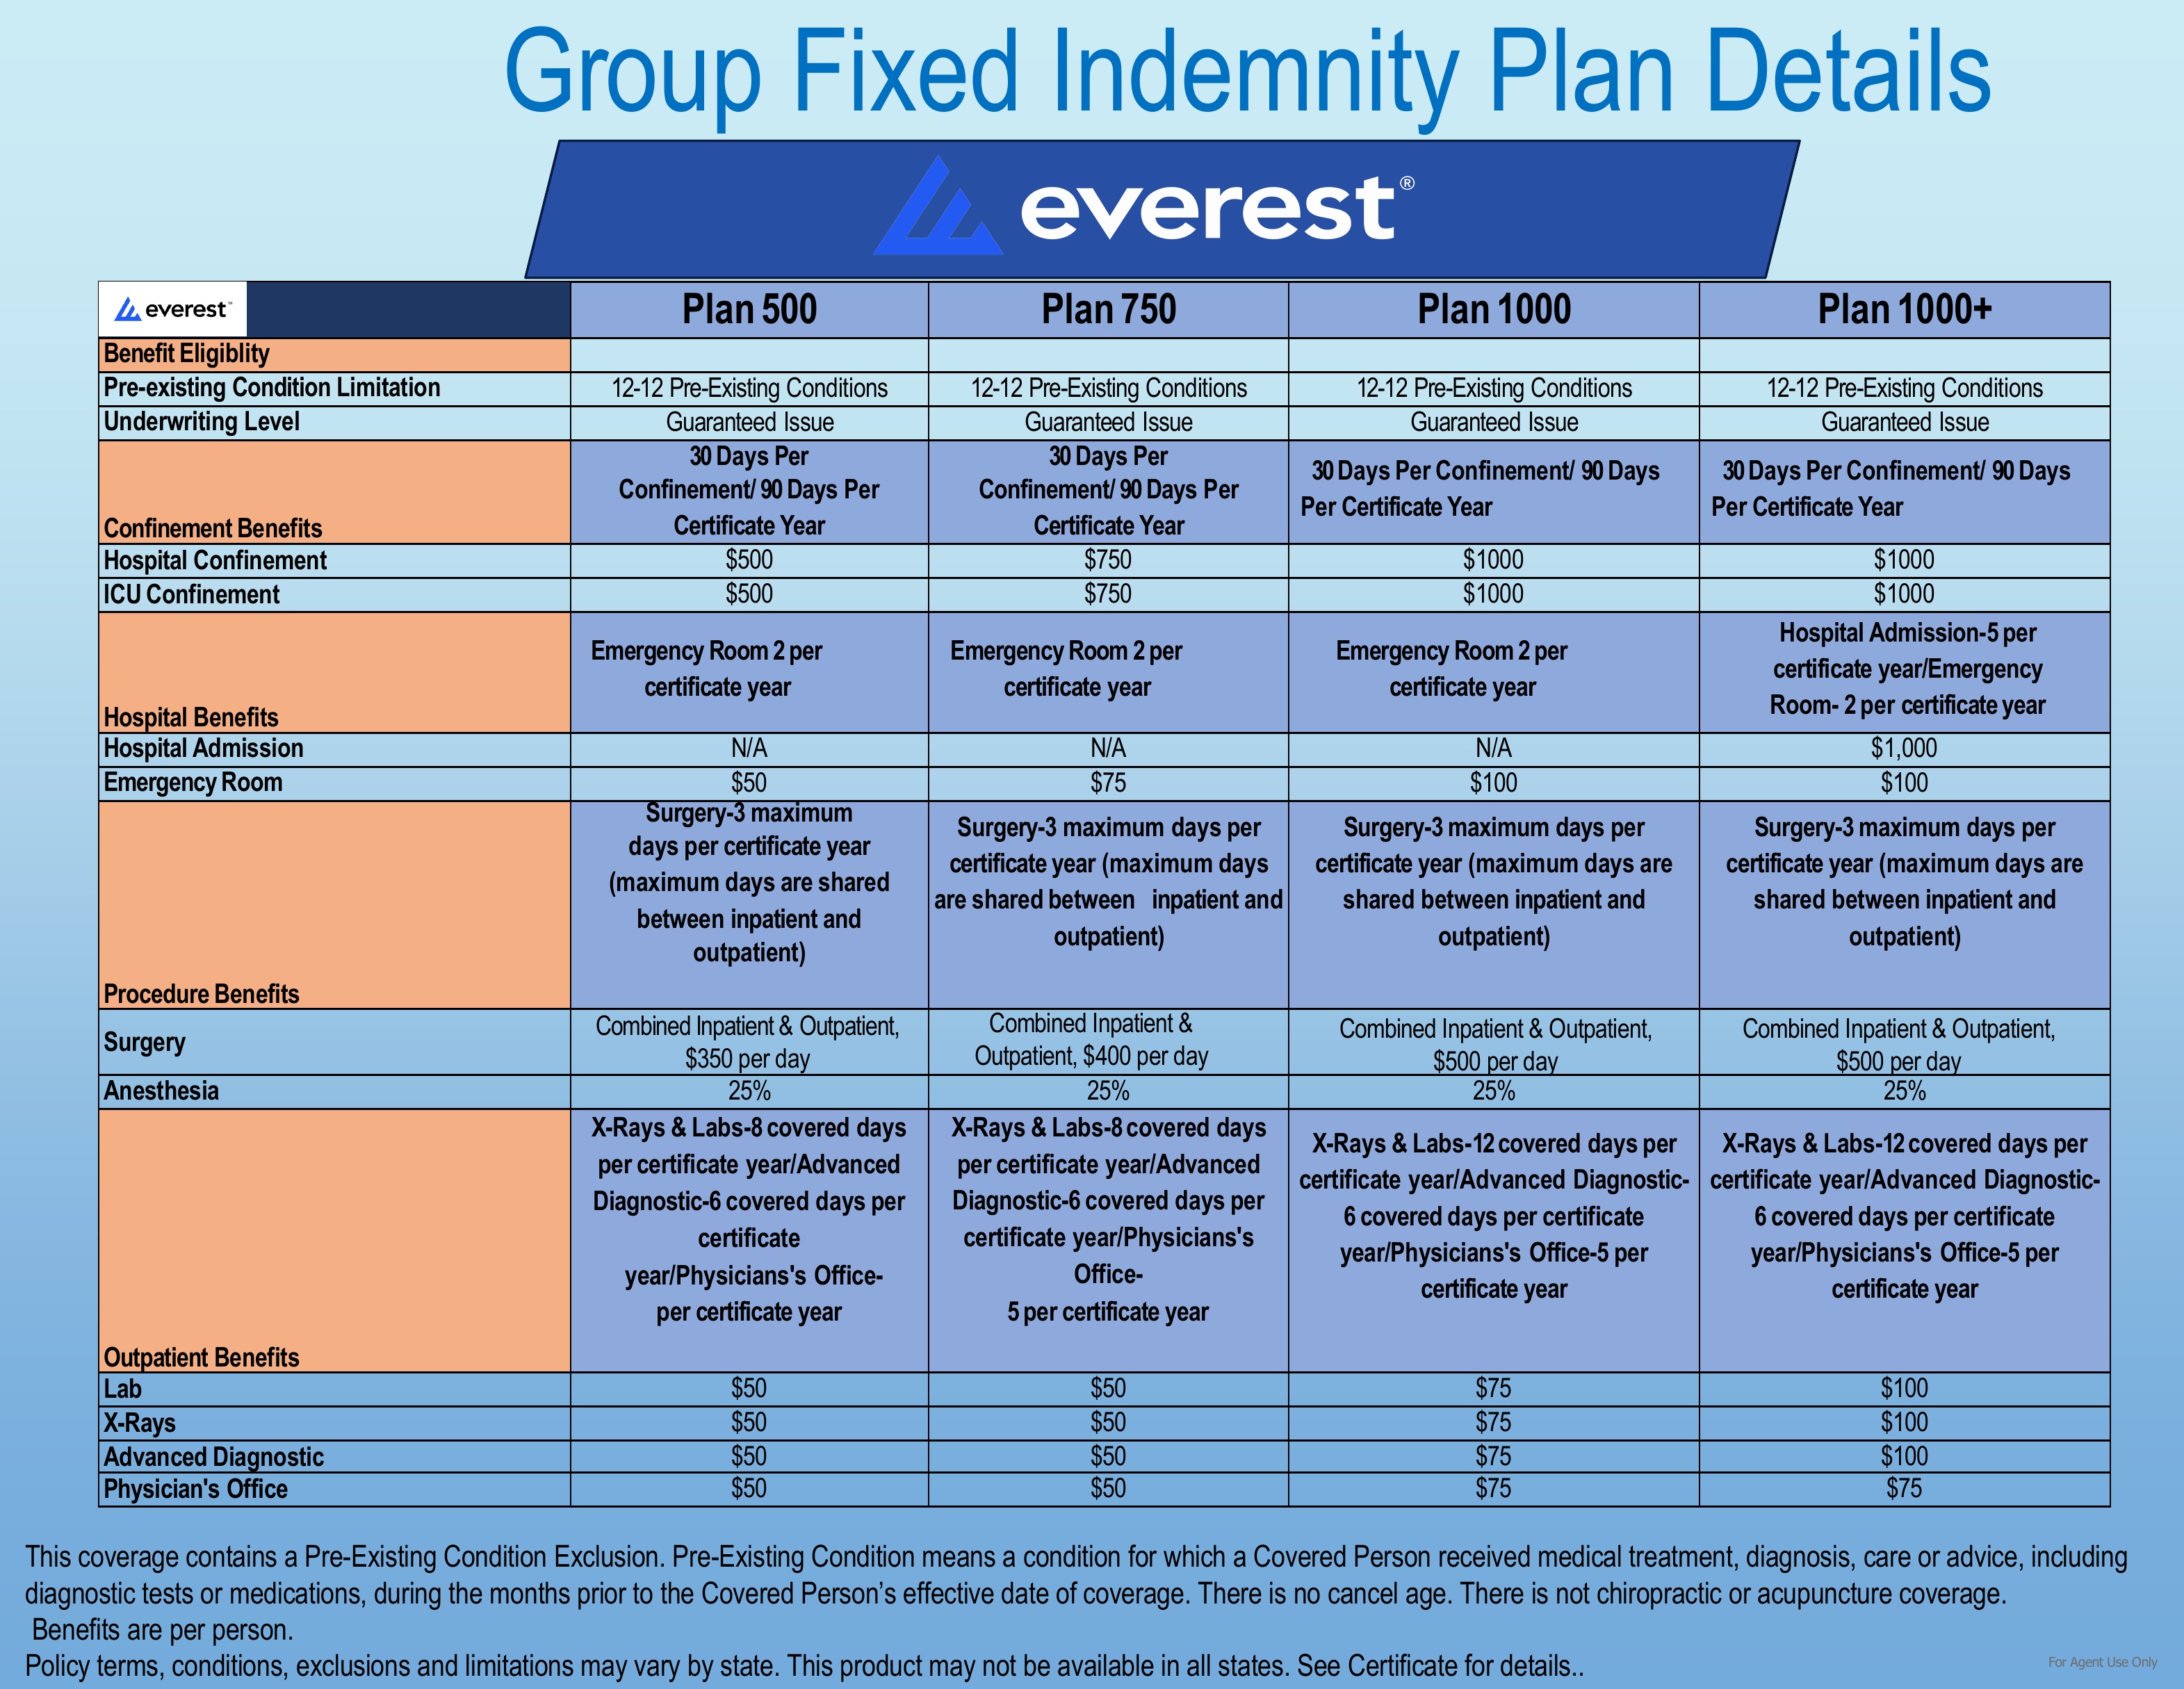 Group Fixed Indemnity Plan Details
everest®
everest™ Plan 500 Plan 750 Plan 1000 Plan 1000+
Benefit Eligiblity
Pre-existing Condition Limitation 12-12 Pre-Existing Conditions 12-12 Pre-Existing Conditions 12-12 Pre-Existing Conditions 12-12 Pre-Existing Conditions
Underwriting Level Guaranteed Issue Guaranteed Issue Guaranteed Issue Guaranteed Issue
Confinement Benefits
30 Days Per
Confinement/ 90 Days Per
Certificate Year
30 Days Per
Confinement/ 90 Days Per
Certificate Year
30 Days Per Confinement/ 90 Days
Per Certificate Year
30 Days Per Confinement/ 90 Days
Per Certificate Year
Hospital Confinement $500 $750 $1000 $1000
ICU Confinement $500 $750 $1000 $1000
Hospital Benefits
Emergency Room 2 per
certificate year
Emergency Room 2 per
certificate year
Emergency Room 2 per
certificate year
Hospital Admission-5 per
certificate year/Emergency
Room- 2 per certificate year
Hospital Admission N/A N/A N/A $1,000
Emergency Room $50 $75 $100 $100
Procedure Benefits
Surgery-3 maximum
days per certificate year
(maximum days are shared
between inpatient and
outpatient)
Surgery-3 maximum days per
certificate year (maximum days
are shared between inpatient and
outpatient)
Surgery-3 maximum days per
certificate year (maximum days are
shared between inpatient and
outpatient)
Surgery-3 maximum days per
certificate year (maximum days are
shared between inpatient and
outpatient)
Surgery
Combined Inpatient & Outpatient,
$350 per day
Combined Inpatient &
Outpatient, $400 per day
Combined Inpatient & Outpatient,
$500 per day
Combined Inpatient & Outpatient,
$500 per day
Anesthesia 25% 25% 25% 25%
Outpatient Benefits
X-Rays & Labs-8 covered days
per certificate year/Advanced
Diagnostic-6 covered days per
certificate
year/Physicians's Office-
per certificate year
X-Rays & Labs-8 covered days
per certificate year/Advanced
Diagnostic-6 covered days per
certificate year/Physicians's
Office-
5 per certificate year
X-Rays & Labs-12 covered days per
certificate year/Advanced Diagnostic-
6 covered days per certificate
year/Physicians's Office-5 per
certificate year
X-Rays & Labs-12 covered days per
certificate year/Advanced Diagnostic-
6 covered days per certificate
year/Physicians's Office-5 per
certificate year
Lab $50 $50 $75 $100
X-Rays $50 $50 $75 $100
Advanced Diagnostic $50 $50 $75 $100
Physician's Office $50 $50 $75 $75
This coverage contains a Pre-Existing Condition Exclusion. Pre-Existing Condition means a condition for which a Covered Person received medical treatment, diagnosis, care or advice, including
diagnostic tests or medications, during the months prior to the Covered Person’s effective date of coverage. There is no cancel age. There is not chiropractic or acupuncture coverage.
Benefits are per person.
Policy terms, conditions, exclusions and limitations may vary by state. This product may not be available in all states. See Certificate for details..
For Agent Use Only